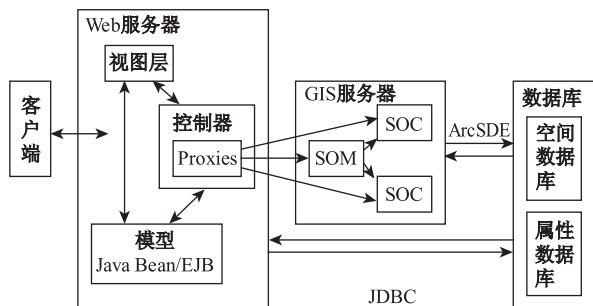 Web服务器
视图层
客
户
端
控制器
Proxies
模型
Java Bean/EJB
GIS服务器
SOC
SOM
SOC
ArcSDE
数据库
空间
数据
库
属性
数据
库
JDBC